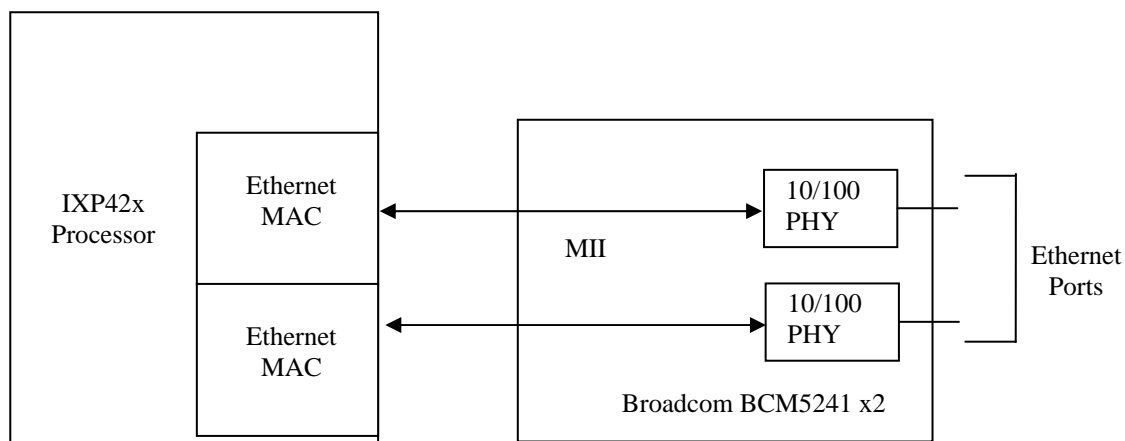 IXP42x
Processor
Ethernet
MAC
Ethernet
MAC
MII
10/100
PHY
10/100
PHY
Ethernet
Ports
Broadcom BCM5241 x2